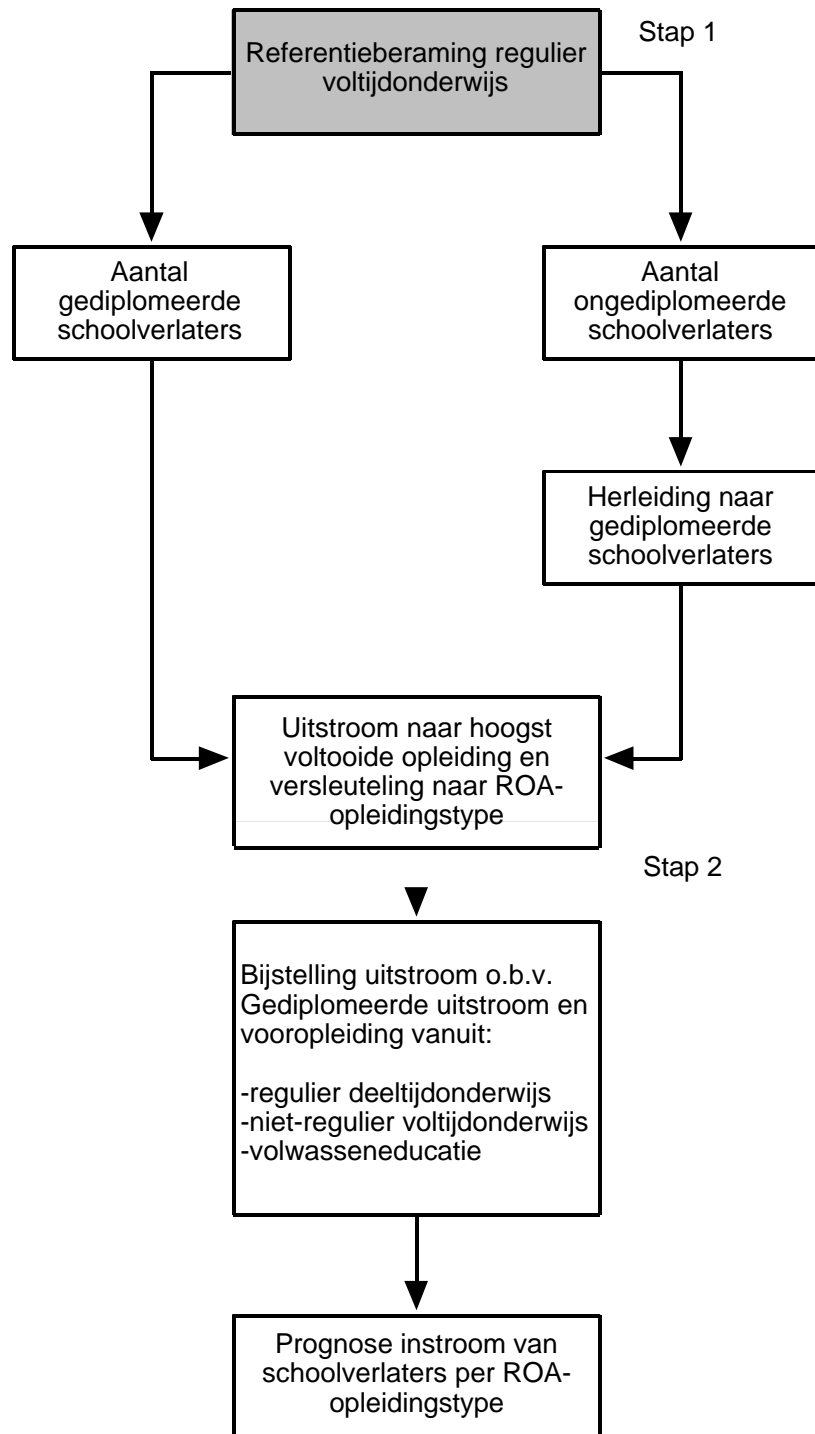 Stap 1
Referentieberaming regulier
voltijdonderwijs
Aantal
gediplomeerde
schoolverlaters
Aantal
ongediplomeerde
schoolverlaters
Herleiding naar
gediplomeerde
schoolverlaters
Uitstroom naar hoogst
voltooide opleiding en
versleuteling naar ROA-
opleidingstype
Stap 2
Bijstelling uitstroom o.b.v.
Gediplomeerde uitstroom en
vooropleiding vanuit:
-regulier deeltijdonderwijs
-niet-regulier voltijdonderwijs
-volwasseneducatie
Prognose instroom van
schoolverlaters per ROA-
opleidingstype